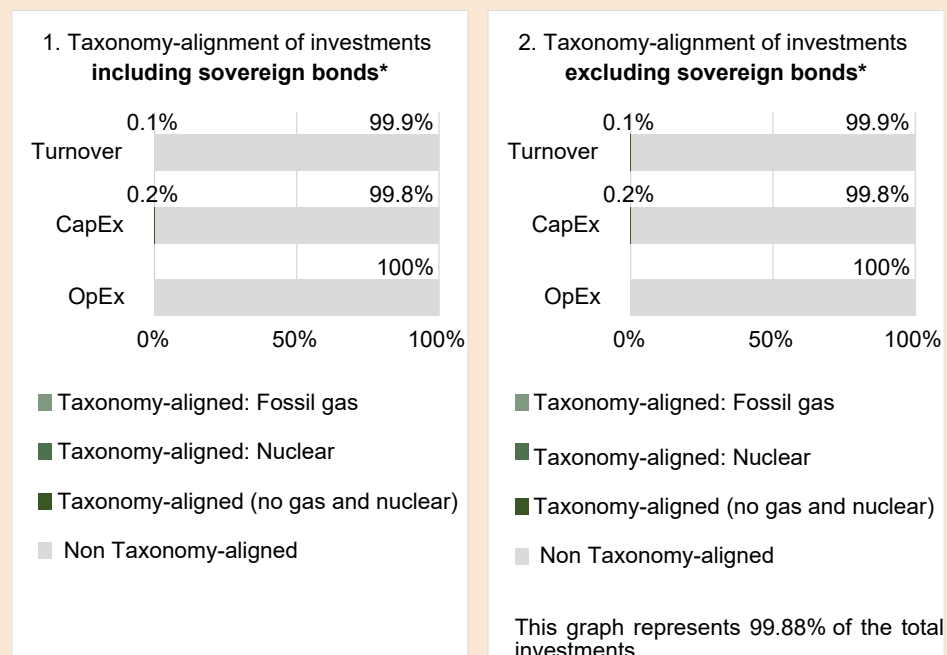 1. Taxonomy-alignment of investments
including sovereign bonds*
0.1% 99.9%
Turnover
0.2% 99.8%
CapEx
100%
OpEx
0% 50% 100%
Taxonomy-aligned: Fossil gas
Taxonomy-aligned: Nuclear
Taxonomy-aligned (no gas and nuclear)
Non Taxonomy-aligned
2. Taxonomy-alignment of investments
excluding sovereign bonds*
0.1% 99.9%
Turnover
0.2% 99.8%
CapEx
100%
OpEx
0% 50% 100%
Taxonomy-aligned: Fossil gas
Taxonomy-aligned: Nuclear
Taxonomy-aligned (no gas and nuclear)
Non Taxonomy-aligned
This graph represents 99.88% of the total
investments